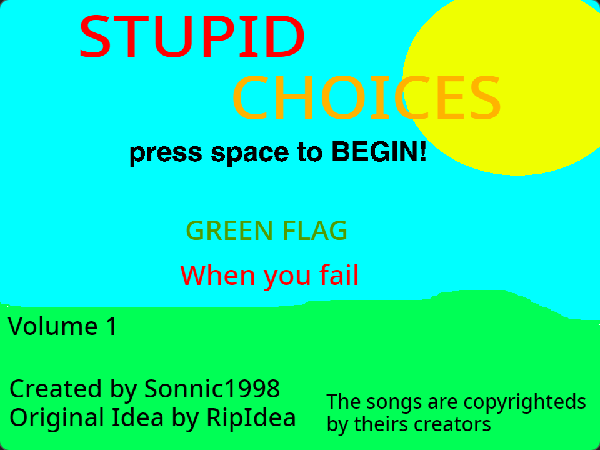 STUPID
CHOICES
press space to BEGIN!
GREEN FLAG
When you fail
Volume 1
Created by Sonnic1998
Original Idea by RipIdea
The songs are copyrighteds
by theirs creators